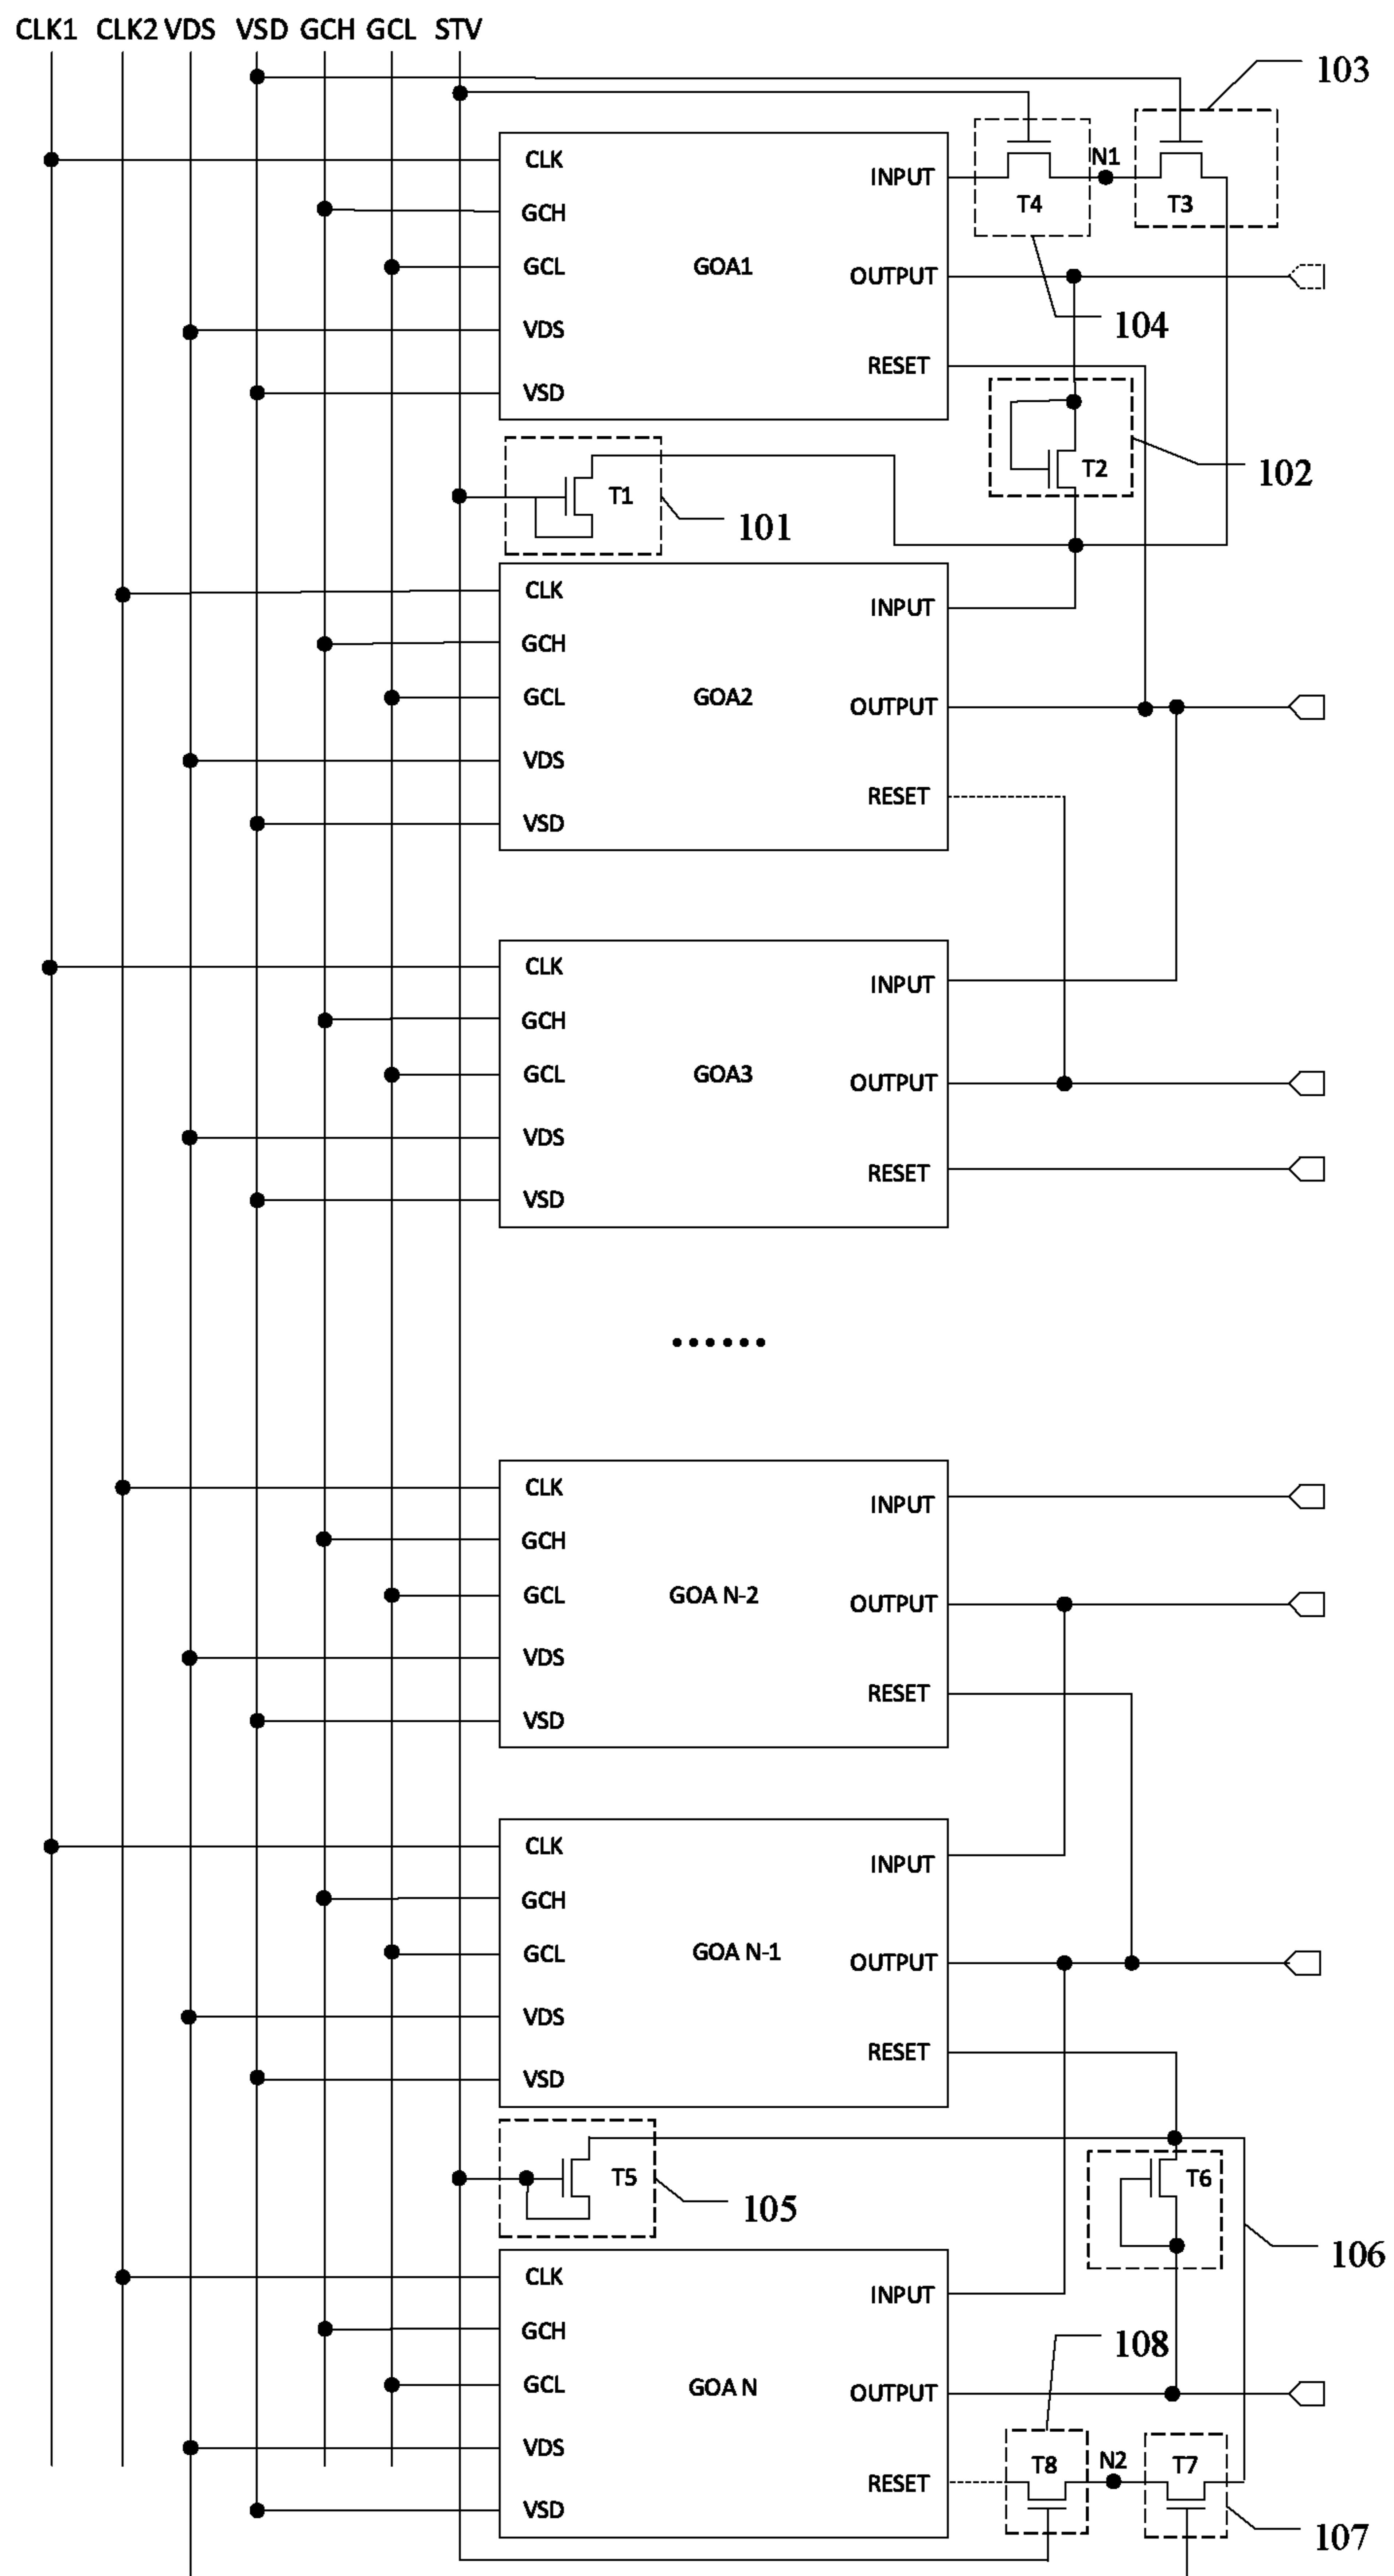 CLK1 CLK2 VDS VSD GCH GCL STV
103
CLK
INPUT
N1
GCH
T4
T3
GCL
GOA1
OUTPUT
104
VDS
RESET
VSD
T2
102
T1
101
CLK
INPUT
GCH
GCL
GOA2
OUTPUT
VDS
RESET
VSD
CLK
INPUT
GCH
GCL
GOA3
OUTPUT
VDS
RESET
VSD
......
CLK
INPUT
GCH
GCL
GOA N-2
OUTPUT
VDS
RESET
VSD
CLK
INPUT
GCH
GCL
GOA N-1
OUTPUT
VDS
RESET
VSD
T5
105
T6
106
CLK
INPUT
GCH
108
GCL
GOA N
OUTPUT
VDS
T8
N2
T7
RESET
VSD
107